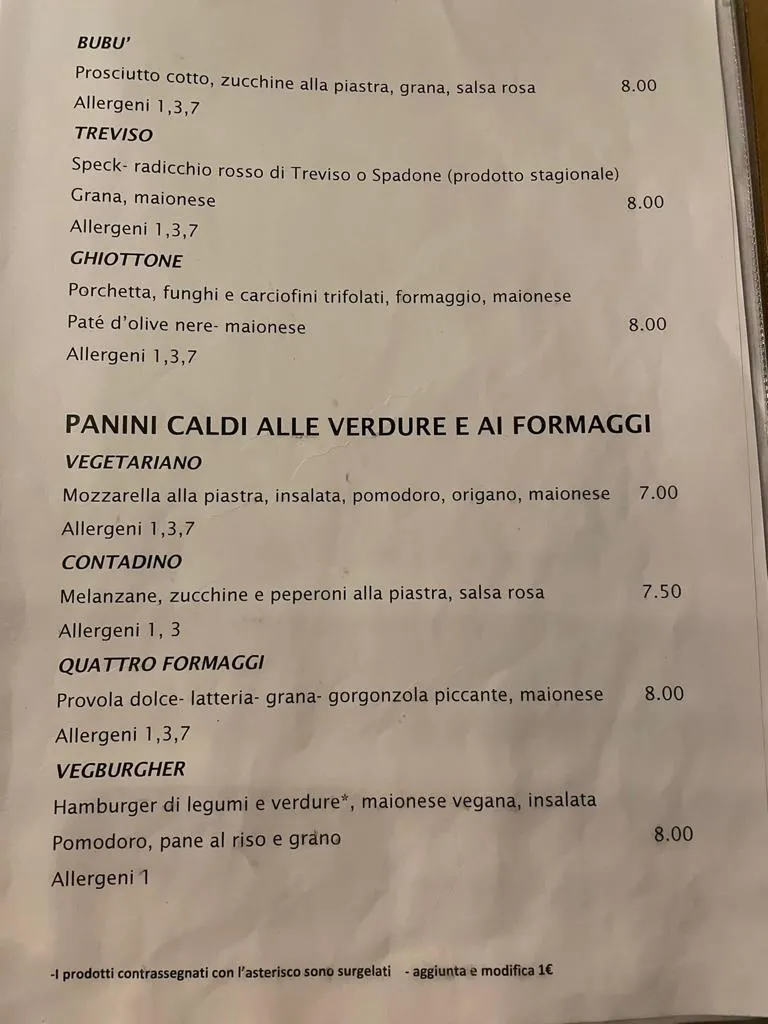 BUBU'
Prosciutto cotto, zucchine alla piastra, grana, salsa rosa 8.00
Allergeni 1,3,7
TREVISO
Speck- radicchio rosso di Treviso o Spadone (prodotto stagionale)
Grana, maionese 8.00
Allergeni 1,3,7
GHIOTTONE
Porchetta, funghi e carciofini trifolati, formaggio, maionese
Paté d'olive nere- maionese 8.00
Allergeni 1,3,7
PANINI CALDI ALLE VERDURE E AI FORMAGGI
VEGETARIANO
Mozzarella alla piastra, insalata, pomodoro, origano, maionese 7.00
Allergeni 1,3,7
CONTADINO
Melanzane, zucchine e peperoni alla piastra, salsa rosa 7.50
Allergeni 1, 3
QUATTRO FORMAGGI
Provola dolce- latteria- grana- gorgonzola piccante, maionese 8.00
Allergeni 1,3,7
VEGBURGHER
Hamburger di legumi e verdure*, maionese vegana, insalata
Pomodoro, pane al riso e grano 8.00
Allergeni 1
-I prodotti contrassegnati con l'asterisco sono surgelati - aggiunta e modifica 1€